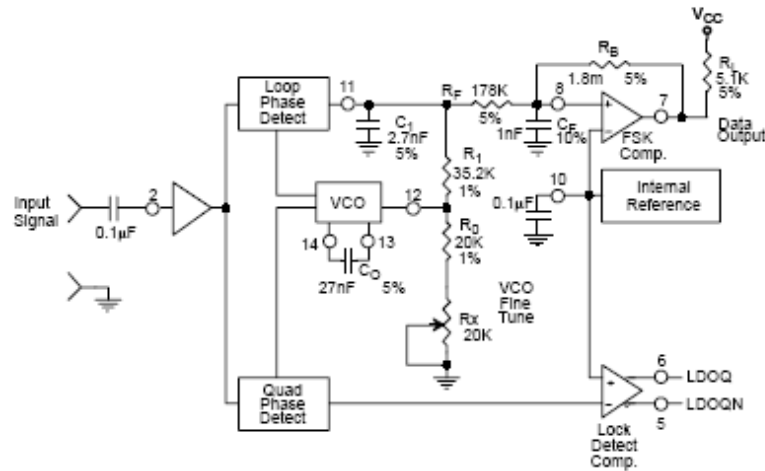 VCC
RB
1.8m 5%
RL
5.1K
5%
Loop
Phase
Detect
11
RF 178K
5%
8
+
−
7
FSK
Comp.
Data
Output
C1
2.7nF
5%
1nF
CF
10%
R1
35.2K
1%
Input
Signal
0.1µF
2
VCO
12
14
13
CO
27nF 5%
R0
20K
1%
0.1µF
10
Internal
Reference
VCO
Fine
Tune
Rx
20K
Quad
Phase
Detect
+
−
6
LDOQ
LDOQN
5
Lock
Detect
Comp.